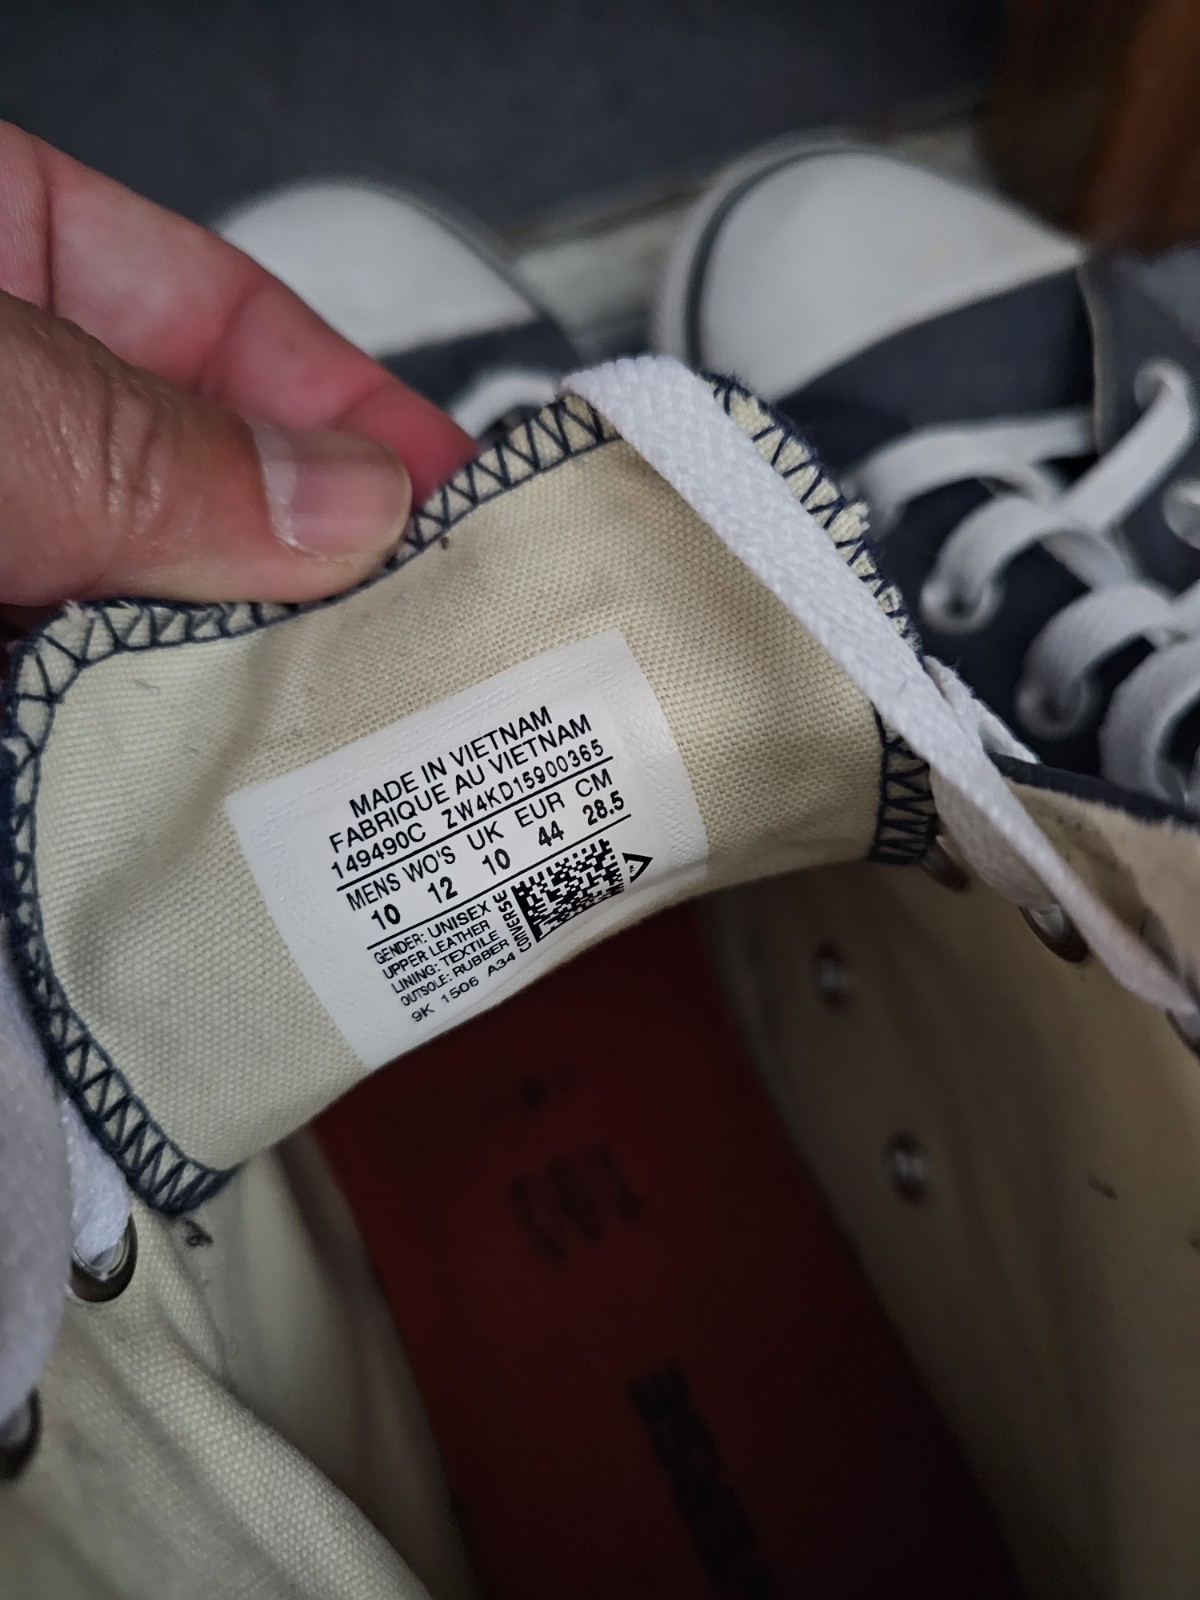 MADE IN VIETNAM
FABRIQUE AU VIETNAM
149490C ZW4KD15900365
MENS WO'S UK EUR CM
10 12 10 44 28.5
GENDER: UNISEX
UPPER LEATHER
LINING: TEXTILE
OUTSOLE: RUBBER
9K 1506 A34
CONVERSE